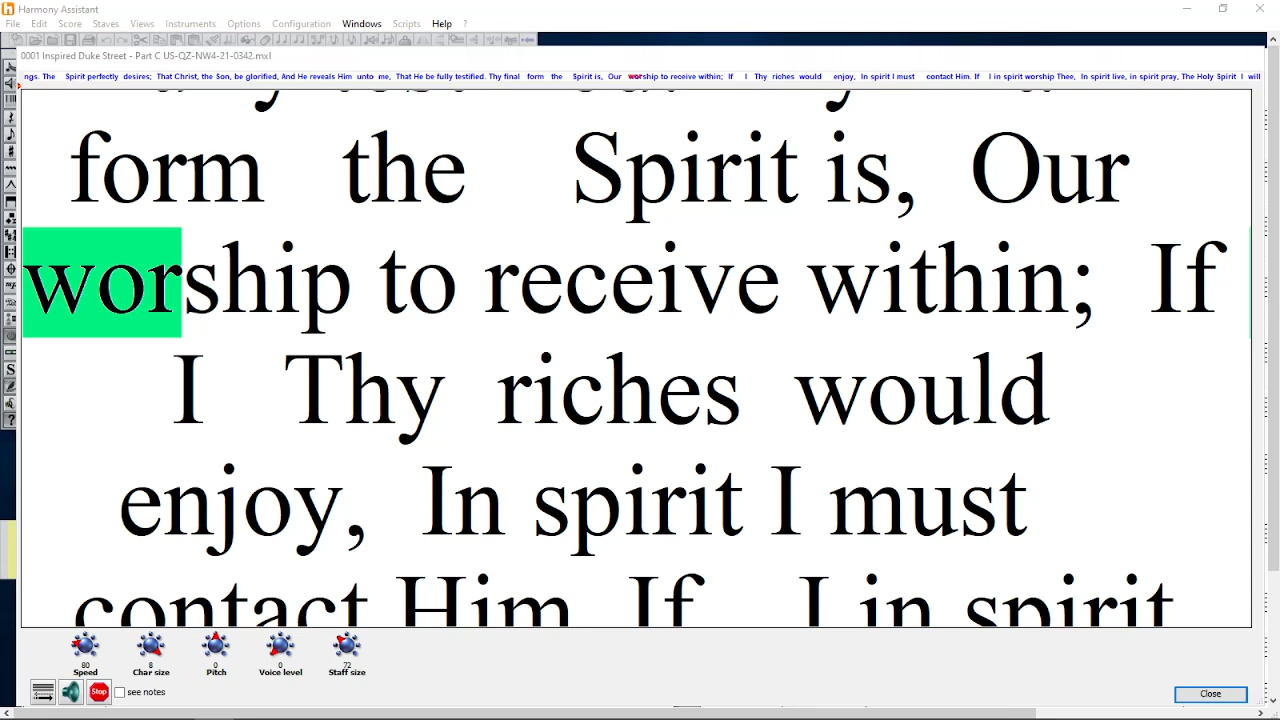 Harmony Assistant
File Edit Score Staves Views Instruments Options Configuration Windows Scripts Help ?
0001 Inspired Duke Street - Part C US-QZ-NW4-21-0342.mxl
ngs. The Spirit perfectly desires; That Christ, the Son, be glorified, And He reveals Him unto me, That He be fully testified. Thy final form the Spirit is, Our worship to receive within; If I Thy riches would enjoy, In spirit I must contact Him. If I in spirit worship Thee, In spirit live, in spirit pray, The Holy Spirit I will
form the Spirit is, Our
worship to receive within; If
I Thy riches would
enjoy, In spirit I must
contact Him. If I in spirit
80 8 0 0 72
Speed Char size Pitch Voice level Staff size
Stop see notes Close